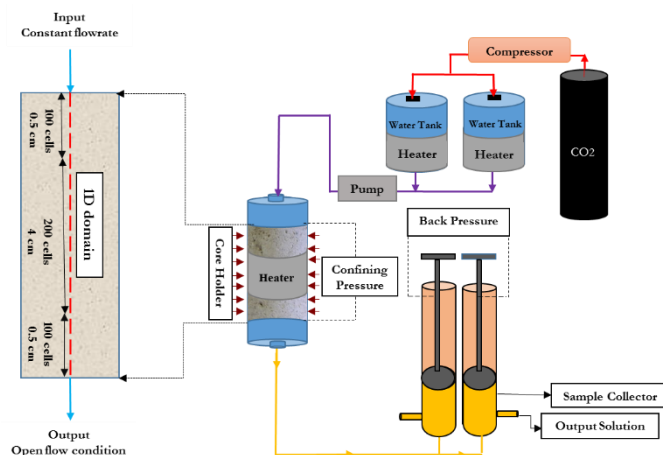 Input
Constant flowrate
100 cells
0.5 cm
200 cells
4 cm
100 cells
0.5 cm
1D domain
Output
Open flow condition
Compressor
Water Tank
Heater
Water Tank
Heater
CO2
Pump
Core Holder
Heater
Confining
Pressure
Back Pressure
Sample Collector
Output Solution